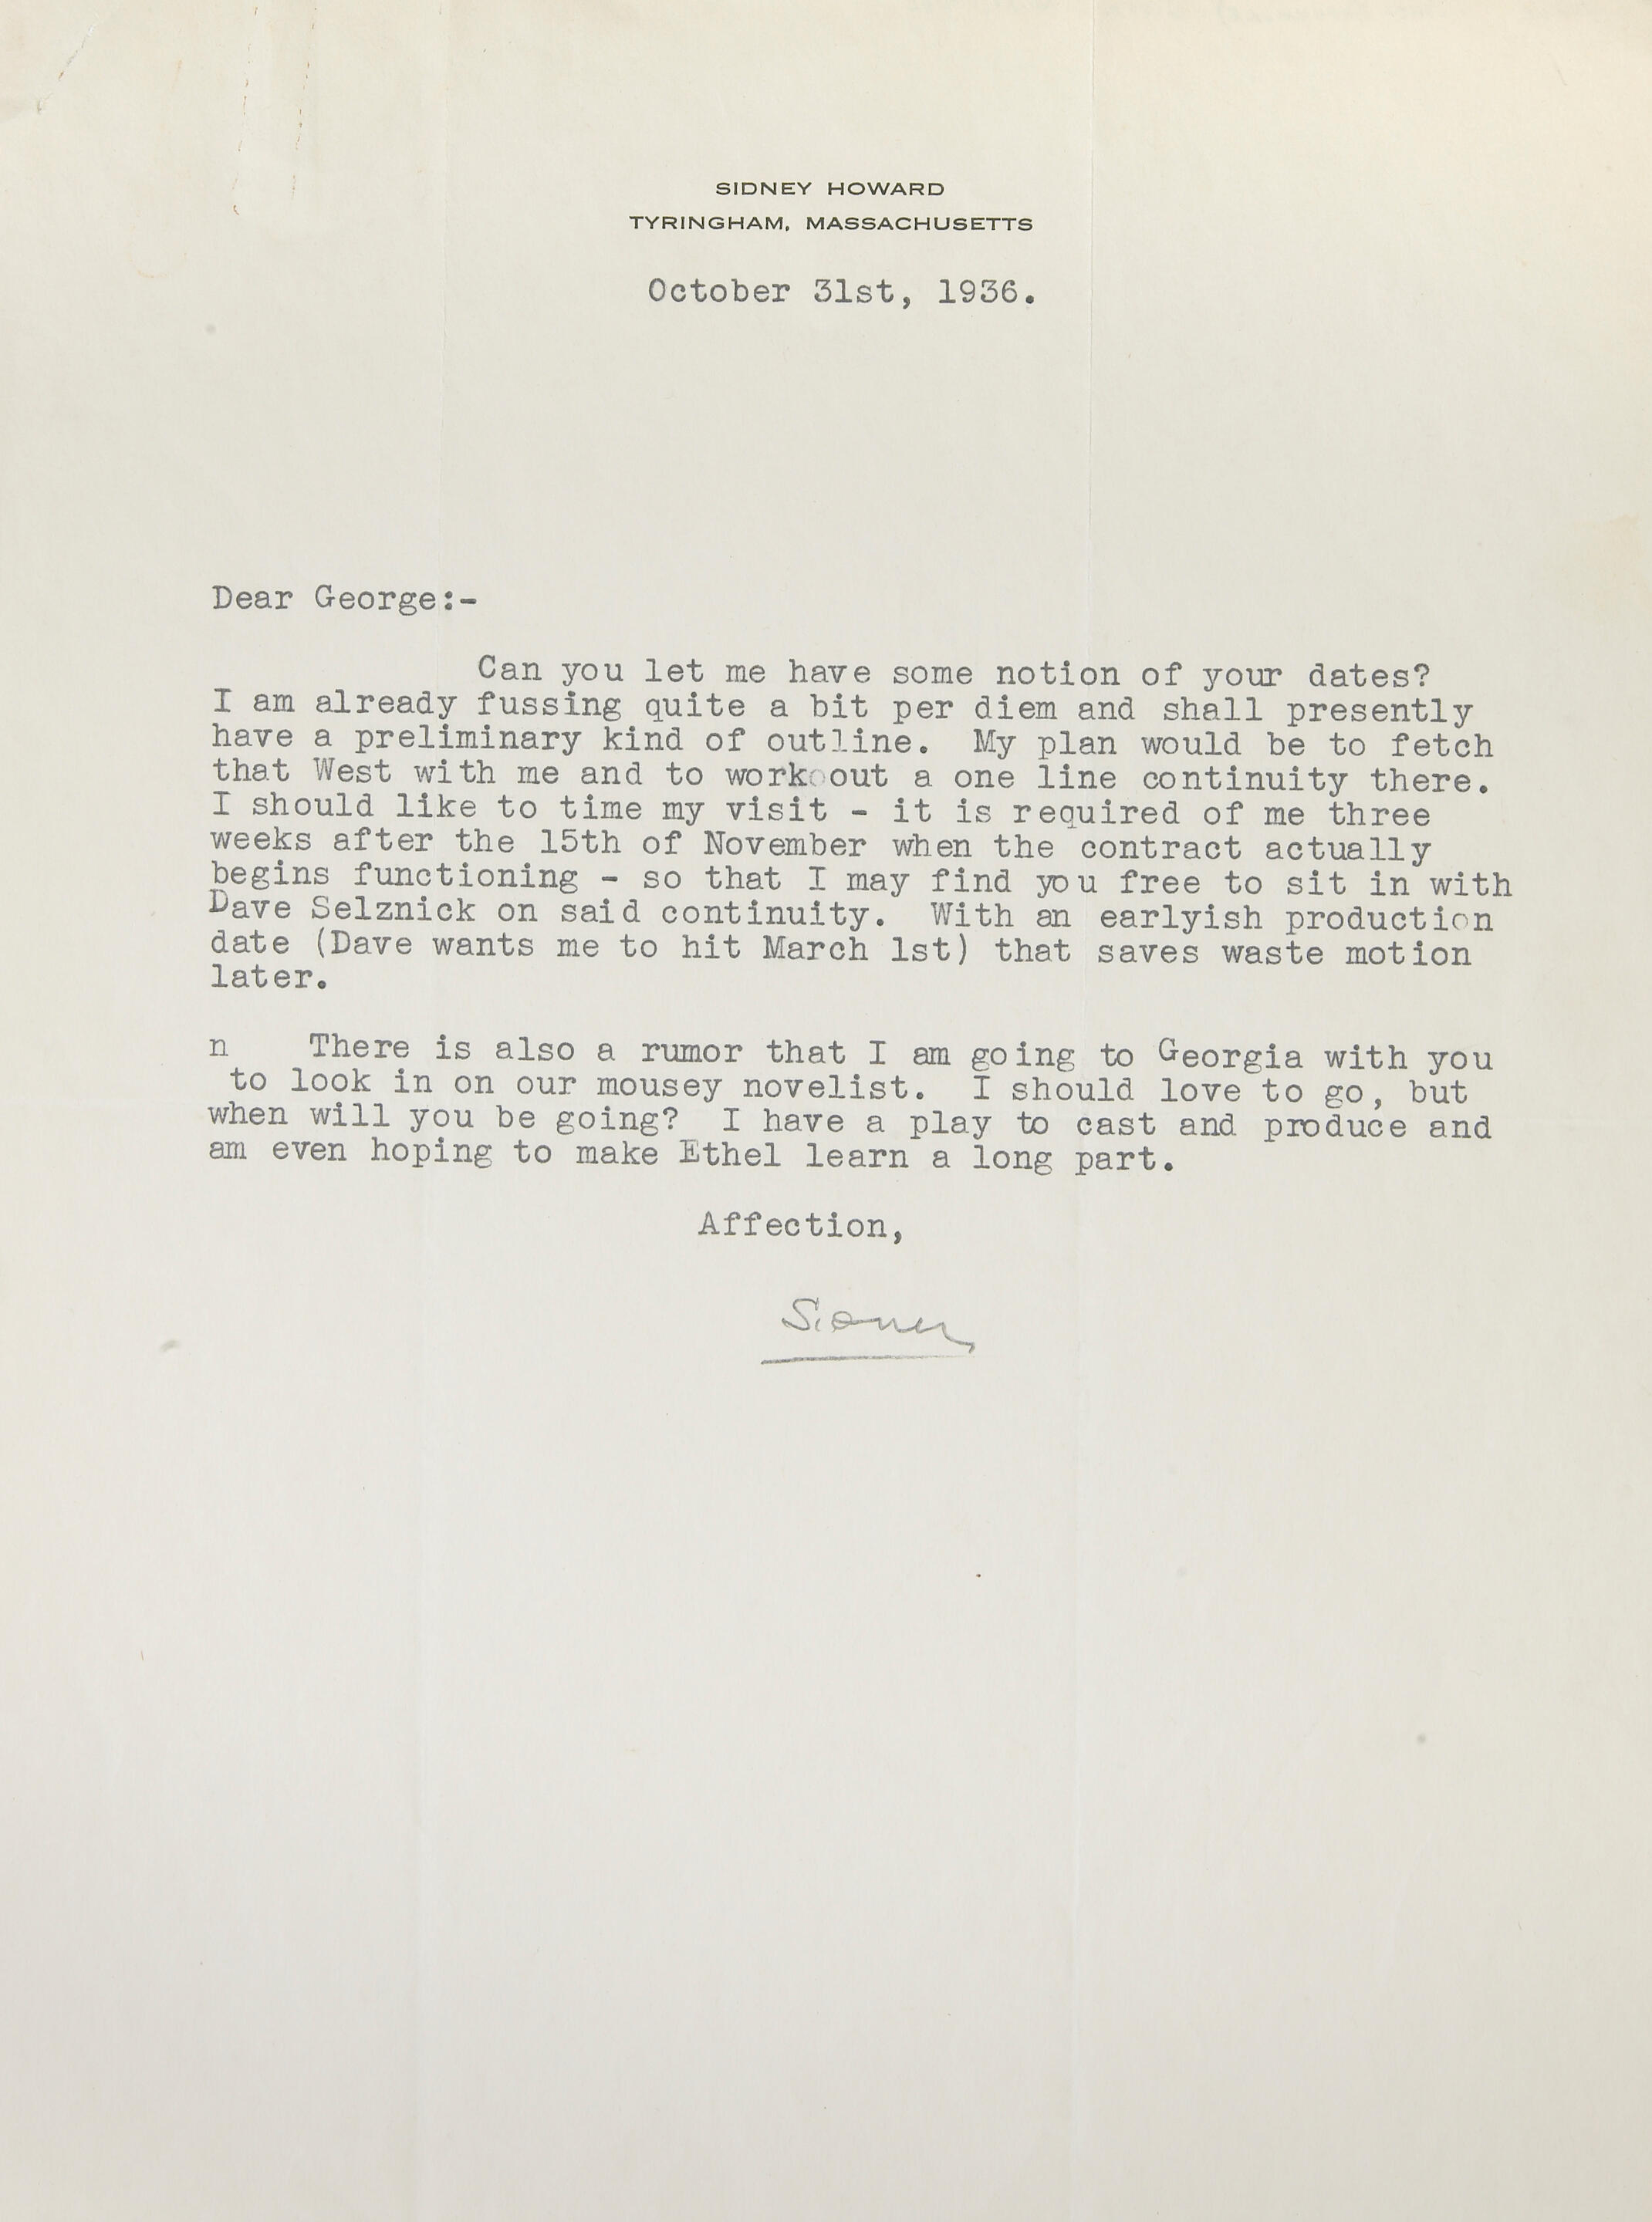 SIDNEY HOWARD
TYRINGHAM, MASSACHUSETTS
October 31st, 1936.
Dear George:-
Can you let me have some notion of your dates?
I am already fussing quite a bit per diem and shall presently
have a preliminary kind of outline. My plan would be to fetch
that West with me and to work out a one line continuity there.
I should like to time my visit - it is required of me three
weeks after the 15th of November when the contract actually
begins functioning - so that I may find you free to sit in with
Dave Selznick on said continuity. With an earlyish production
date (Dave wants me to hit March 1st) that saves waste motion
later.
n There is also a rumor that I am going to Georgia with you
to look in on our mousey novelist. I should love to go, but
when will you be going? I have a play to cast and produce and
am even hoping to make Ethel learn a long part.
Affection,
Sidney